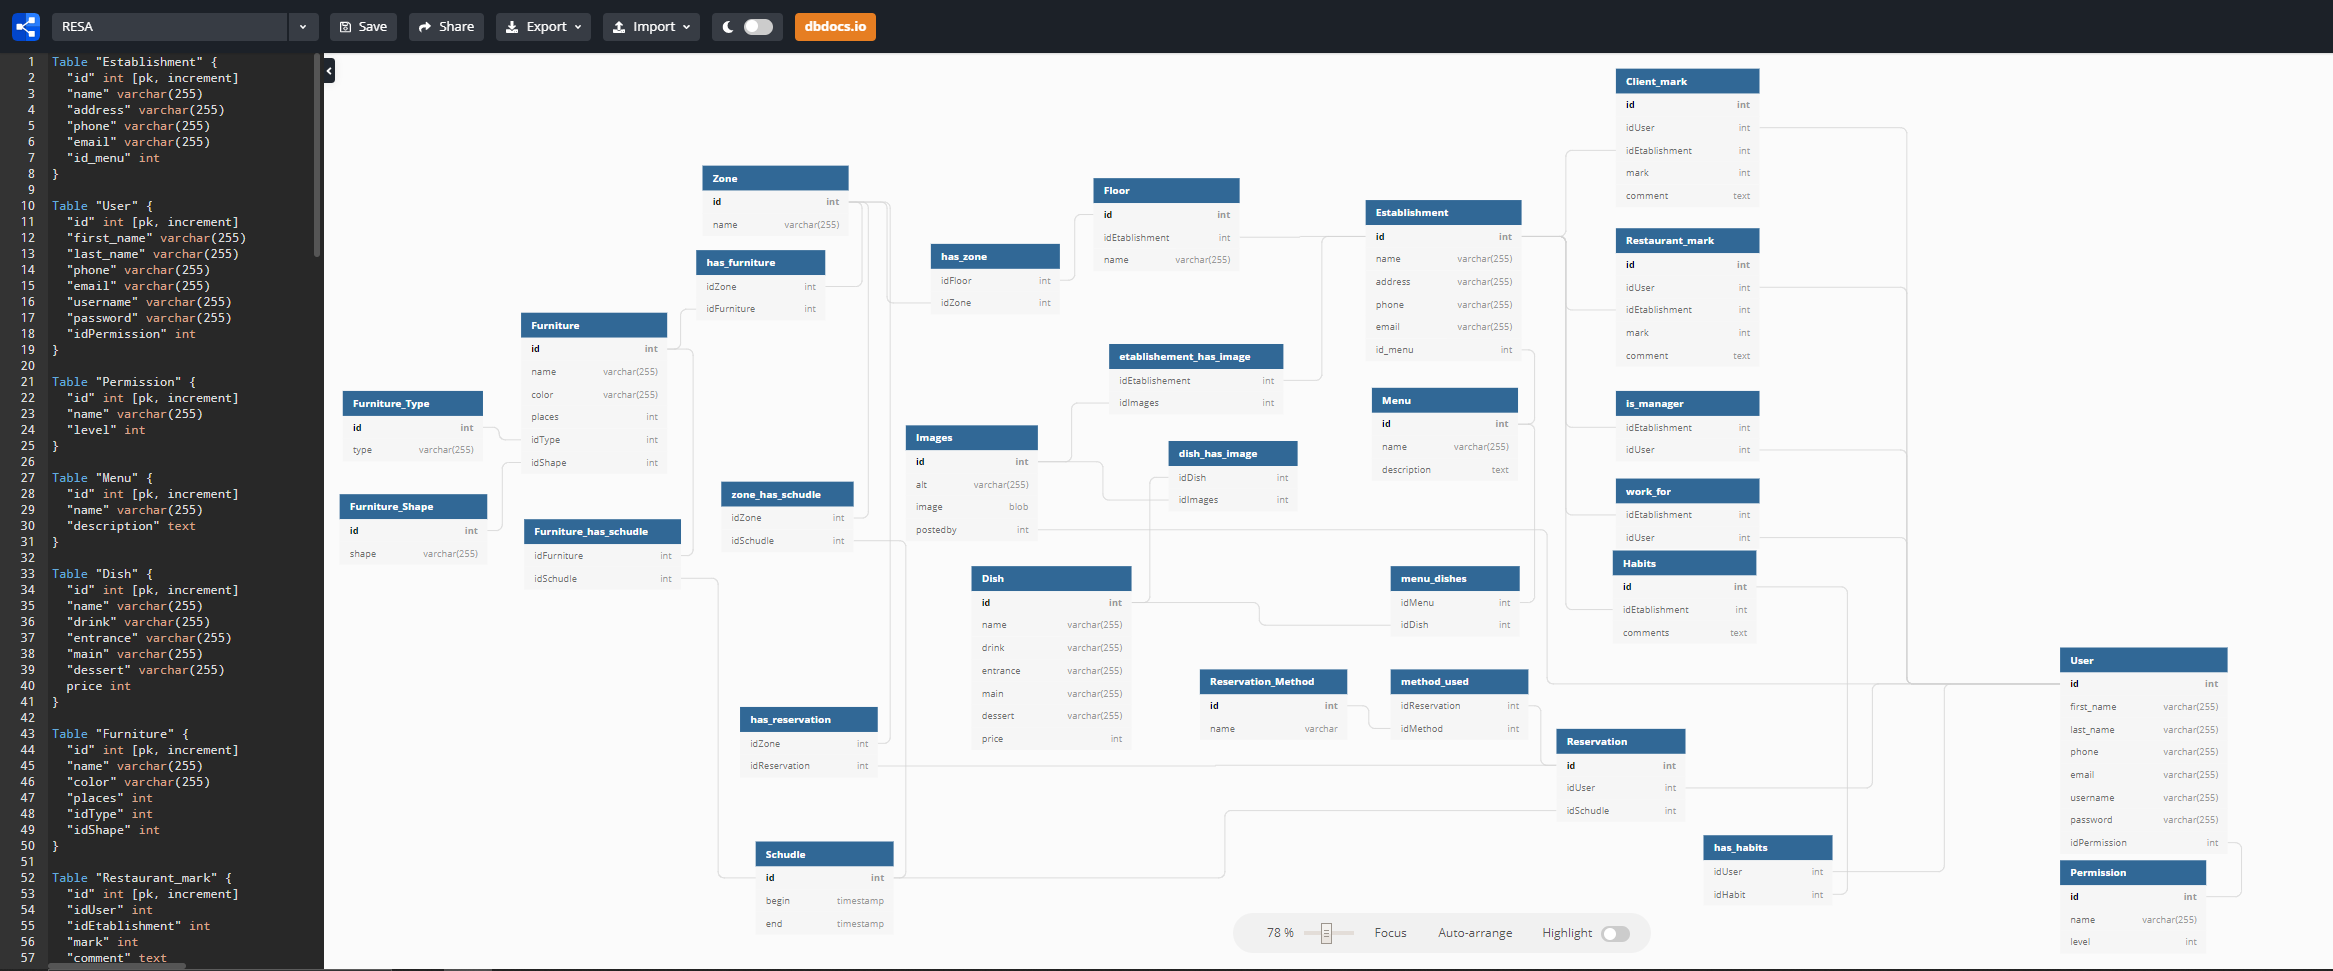 RESA
Save
Share
Export
Import
dbdocs.io
1 Table "Establishment" {
2 "id" int [pk, increment]
3 "name" varchar(255)
4 "address" varchar(255)
5 "phone" varchar(255)
6 "email" varchar(255)
7 "id_menu" int
8 }
9
10 Table "User" {
11 "id" int [pk, increment]
12 "first_name" varchar(255)
13 "last_name" varchar(255)
14 "phone" varchar(255)
15 "email" varchar(255)
16 "username" varchar(255)
17 "password" varchar(255)
18 "idPermission" int
19 }
20
21 Table "Permission" {
22 "id" int [pk, increment]
23 "name" varchar(255)
24 "level" int
25 }
26
27 Table "Menu" {
28 "id" int [pk, increment]
29 "name" varchar(255)
30 "description" text
31 }
32
33 Table "Dish" {
34 "id" int [pk, increment]
35 "name" varchar(255)
36 "drink" varchar(255)
37 "entrance" varchar(255)
38 "main" varchar(255)
39 "dessert" varchar(255)
40 price int
41 }
42
43 Table "Furniture" {
44 "id" int [pk, increment]
45 "name" varchar(255)
46 "color" varchar(255)
47 "places" int
48 "idType" int
49 "idShape" int
50 }
51
52 Table "Restaurant_mark" {
53 "id" int [pk, increment]
54 "idUser" int
55 "idEtablishment" int
56 "mark" int
57 "comment" text
Furniture_Type
id int
type varchar(255)
Furniture_Shape
id int
shape varchar(255)
Furniture
id int
name varchar(255)
color varchar(255)
places int
idType int
idShape int
Furniture_has_schudle
idFurniture int
idSchudle int
Zone
id int
name varchar(255)
has_furniture
idZone int
idFurniture int
zone_has_schudle
idZone int
idSchudle int
has_reservation
idZone int
idReservation int
Schudle
id int
begin timestamp
end timestamp
has_zone
idFloor int
idZone int
Images
id int
alt varchar(255)
image blob
postedby int
Dish
id int
name varchar(255)
drink varchar(255)
entrance varchar(255)
main varchar(255)
dessert varchar(255)
price int
Floor
id int
idEtablishment int
name varchar(255)
etablishement_has_image
idEtablishement int
idImages int
dish_has_image
idDish int
idImages int
Reservation_Method
id int
name varchar
Establishment
id int
name varchar(255)
address varchar(255)
phone varchar(255)
email varchar(255)
id_menu int
Menu
id int
name varchar(255)
description text
menu_dishes
idMenu int
idDish int
method_used
idReservation int
idMethod int
Reservation
id int
idUser int
idSchudle int
Client_mark
id int
idUser int
idEtablishment int
mark int
comment text
Restaurant_mark
id int
idUser int
idEtablishment int
mark int
comment text
is_manager
idEtablishment int
idUser int
work_for
idEtablishment int
idUser int
Habits
id int
idEtablishment int
comments text
has_habits
idUser int
idHabit int
User
id int
first_name varchar(255)
last_name varchar(255)
phone varchar(255)
email varchar(255)
username varchar(255)
password varchar(255)
idPermission int
Permission
id int
name varchar(255)
level int
78 %
Focus
Auto-arrange
Highlight